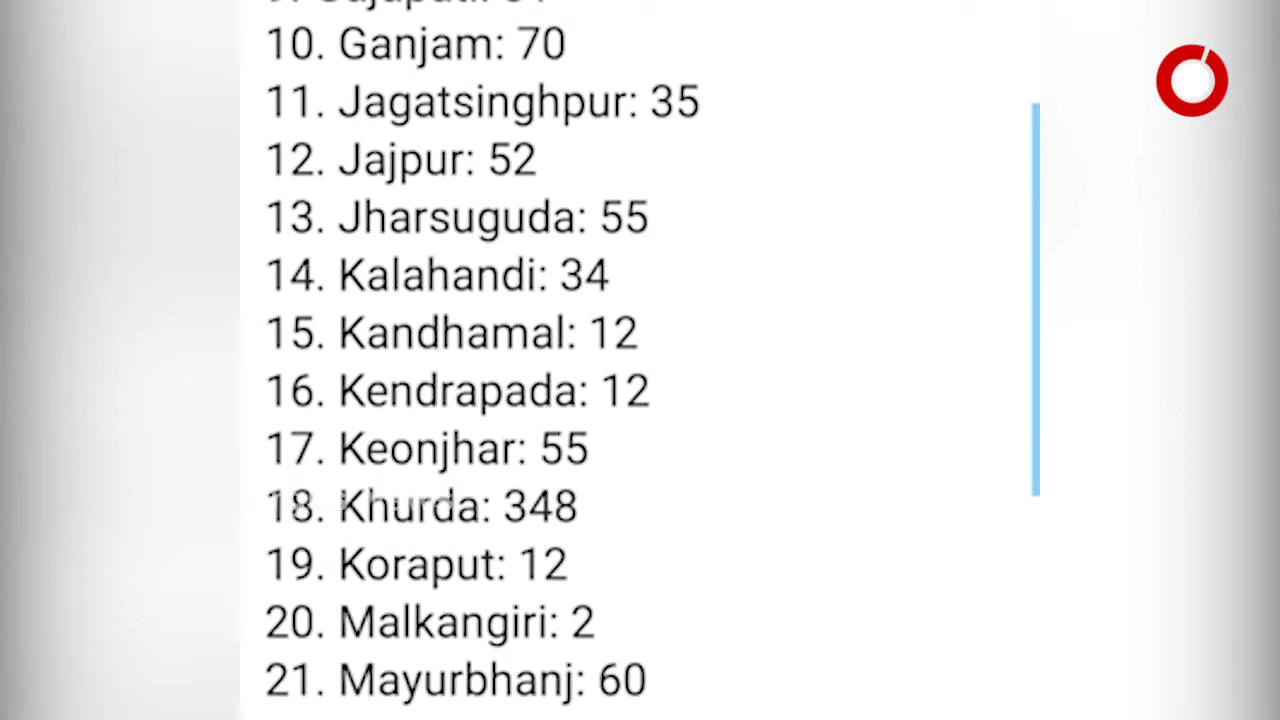 10. Ganjam: 70
11. Jagatsinghpur: 35
12. Jajpur: 52
13. Jharsuguda: 55
14. Kalahandi: 34
15. Kandhamal: 12
16. Kendrapada: 12
17. Keonjhar: 55
18. Khurda: 348
19. Koraput: 12
20. Malkangiri: 2
21. Mayurbhanj: 60